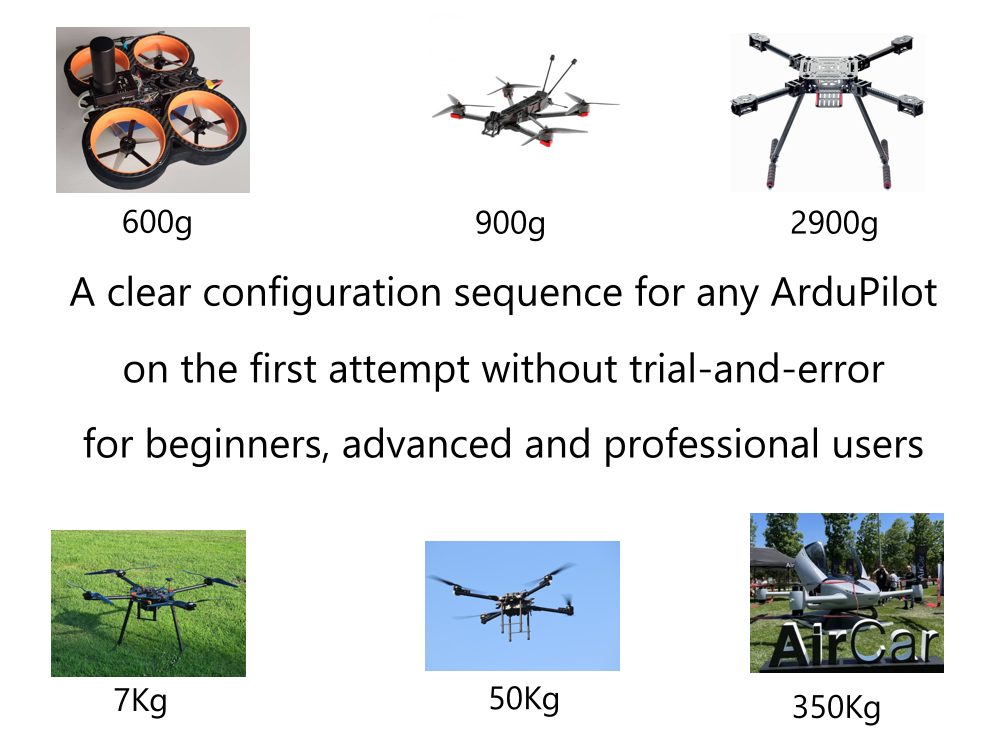 600g
900g
2900g
A clear configuration sequence for any ArduPilot
on the first attempt without trial-and-error
for beginners, advanced and professional users
AirCar
7Kg
50Kg
350Kg